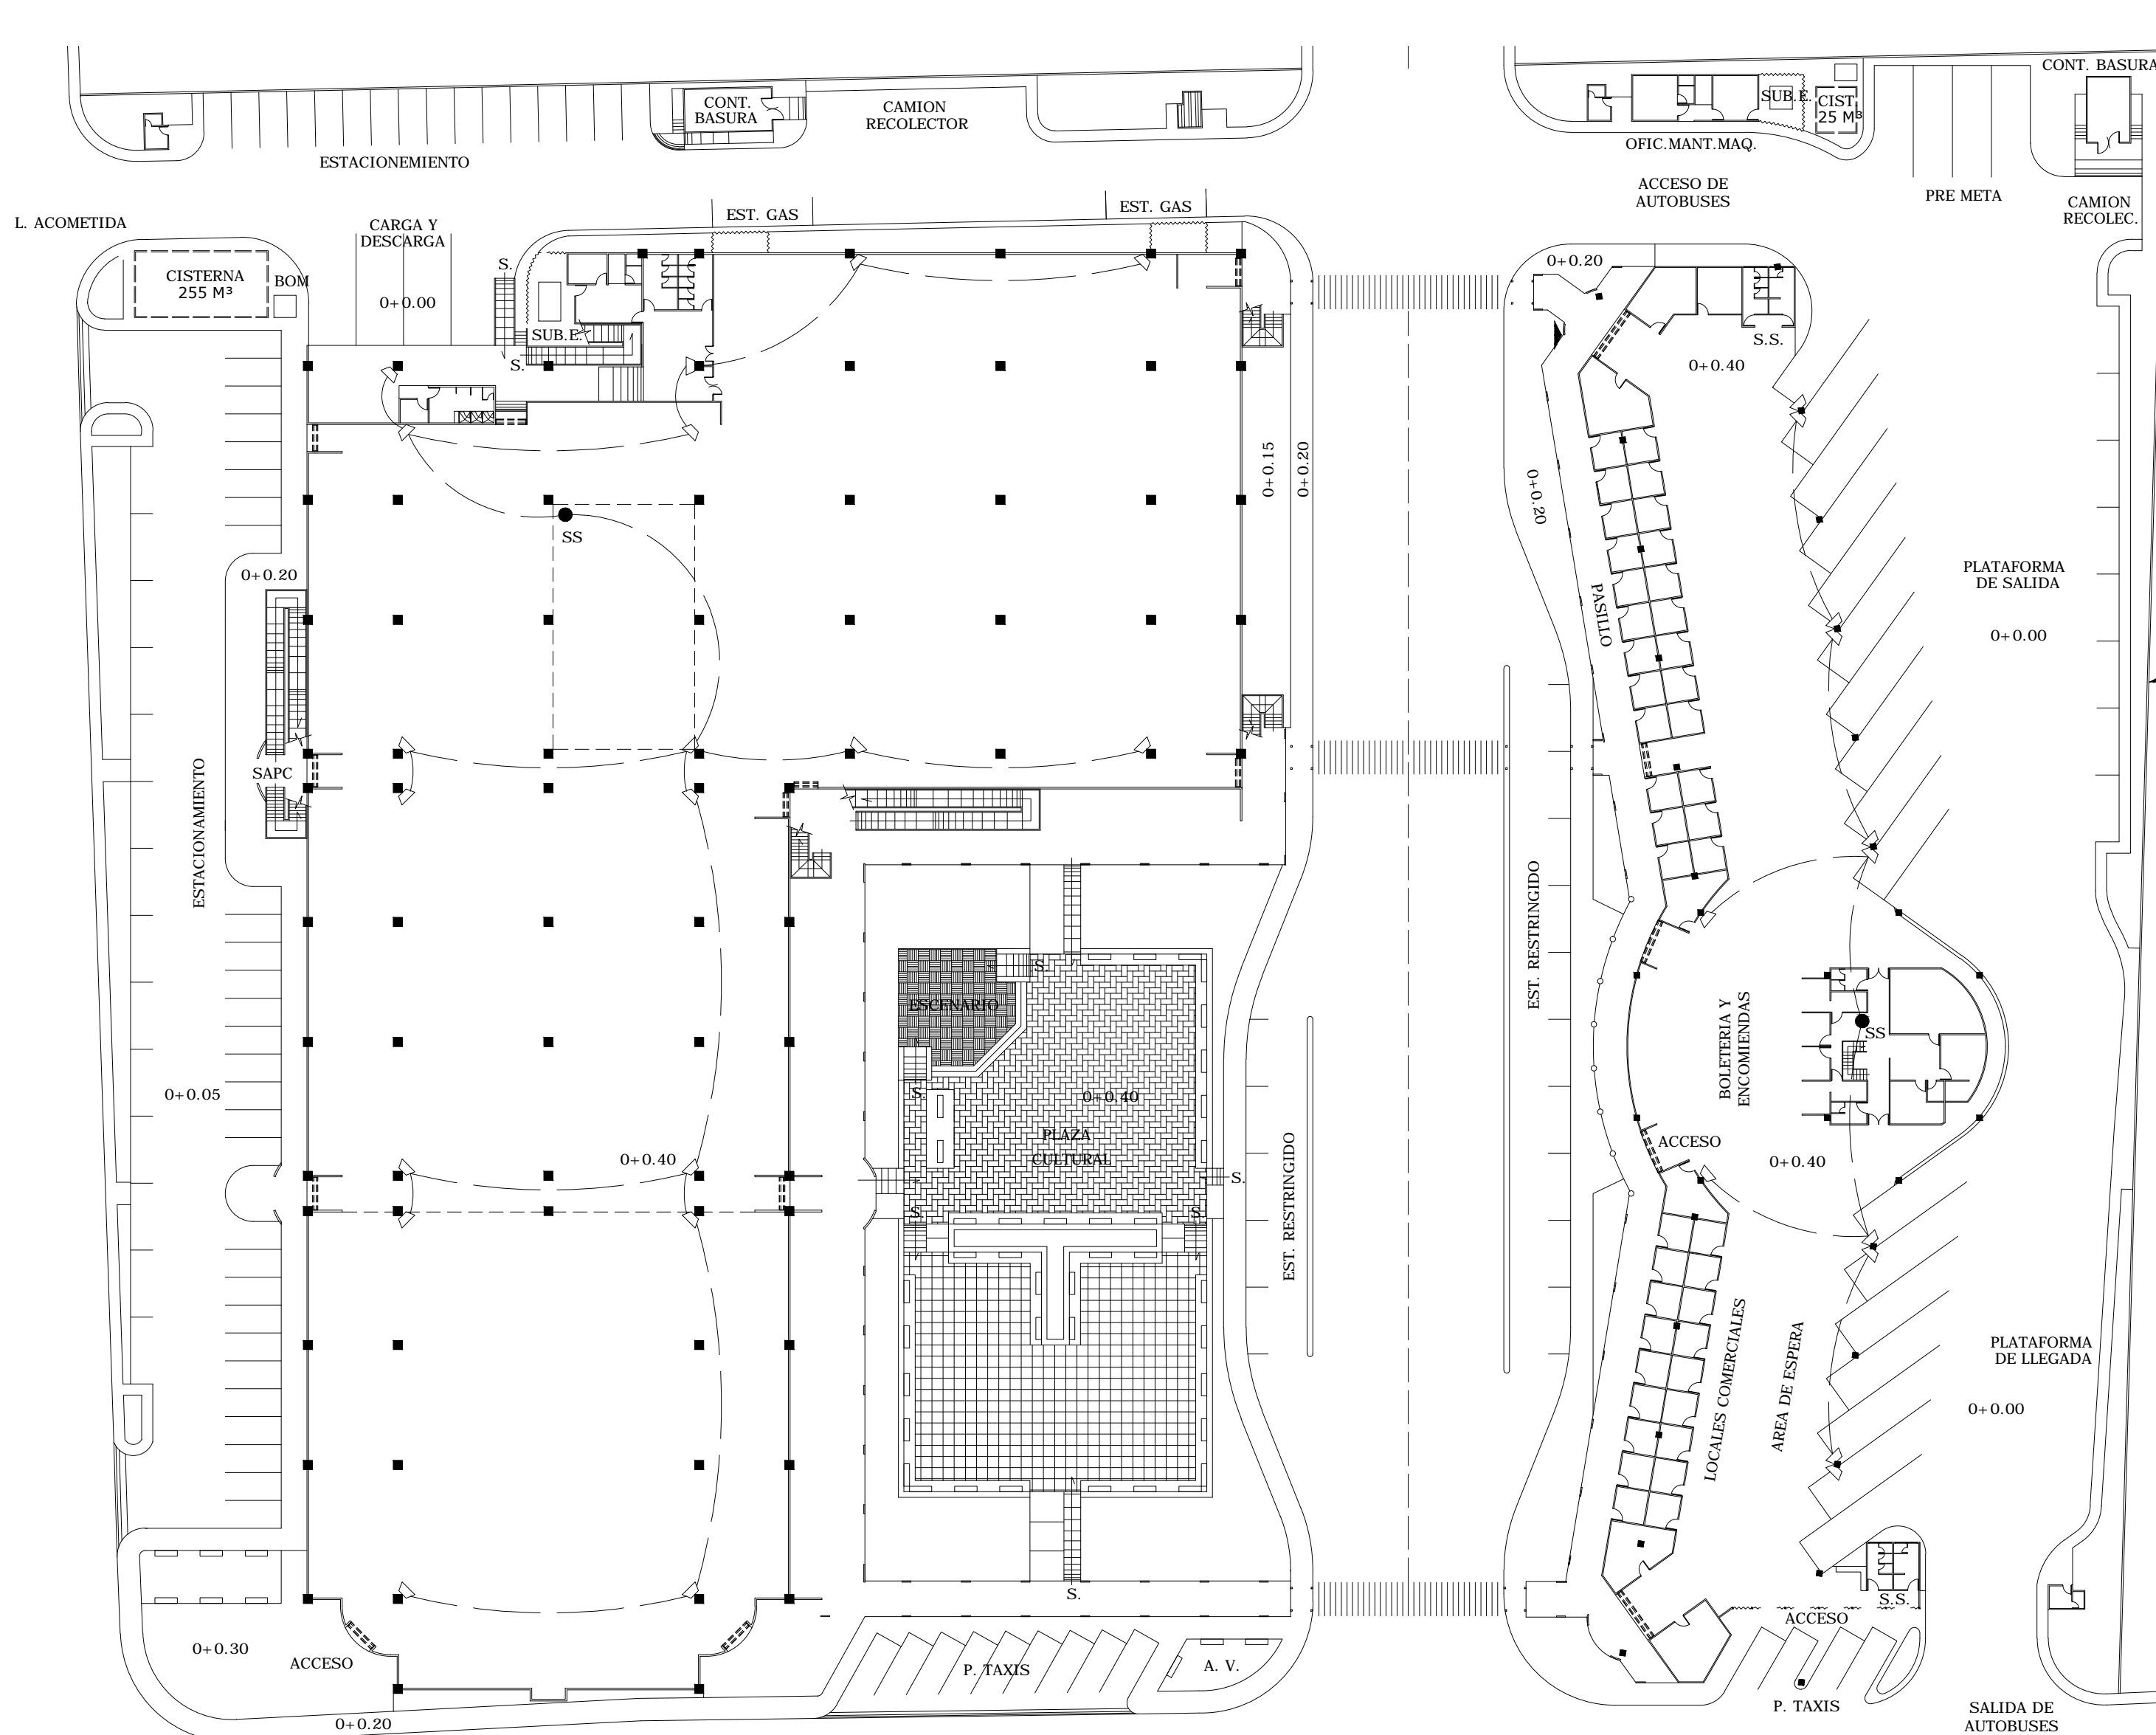 CONT. BASURA
CONT.
BASURA
CAMION
RECOLECTOR
SUB.E.
CIST.
25 M³
ESTACIONEMIENTO
OFIC.MANT.MAQ.
ACCESO DE
AUTOBUSES
PRE META
CAMION
RECOLEC.
L. ACOMETIDA
CARGA Y
DESCARGA
EST. GAS
EST. GAS
CISTERNA
255 M³
BOM
S.
0+0.00
0+0.20
SUB.E.
S.
S.S.
0+0.40
0+0.15
0+0.20
0+0.20
SS
0+0.20
PASILLO
PLATAFORMA
DE SALIDA
0+0.00
SAPC
ESTACIONAMIENTO
EST. RESTRINGIDO
S.
ESCENARIO
BOLETERIA Y
ENCOMIENDAS
SS
S.
0+0.40
0+0.05
PLAZA
CULTURAL
0+0.40
ACCESO
0+0.40
S.
S.
S.
EST. RESTRINGIDO
LOCALES COMERCIALES
AREA DE ESPERA
PLATAFORMA
DE LLEGADA
0+0.00
S.
S.S.
ACCESO
0+0.30
ACCESO
P. TAXIS
A. V.
P. TAXIS
SALIDA DE
AUTOBUSES
0+0.20